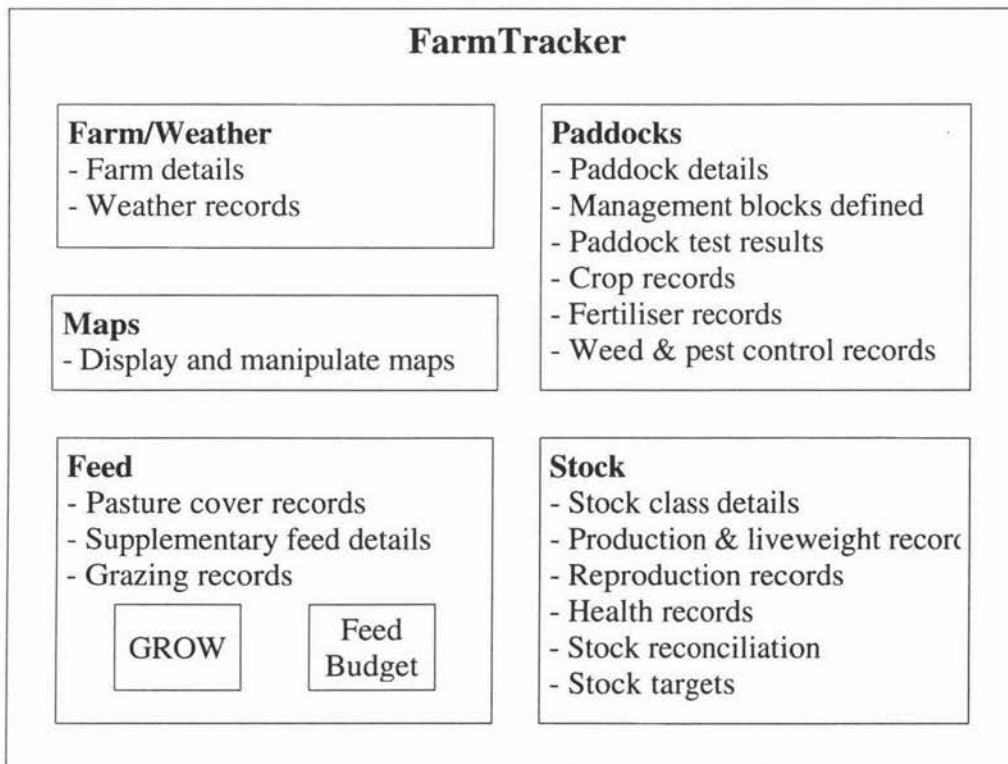 FarmTracker
Farm/Weather
- Farm details
- Weather records
Maps
- Display and manipulate maps
Feed
- Pasture cover records
- Supplementary feed details
- Grazing records
GROW
Feed
Budget
Paddocks
- Paddock details
- Management blocks defined
- Paddock test results
- Crop records
- Fertiliser records
- Weed & pest control records
Stock
- Stock class details
- Production & liveweight record
- Reproduction records
- Health records
- Stock reconciliation
- Stock targets